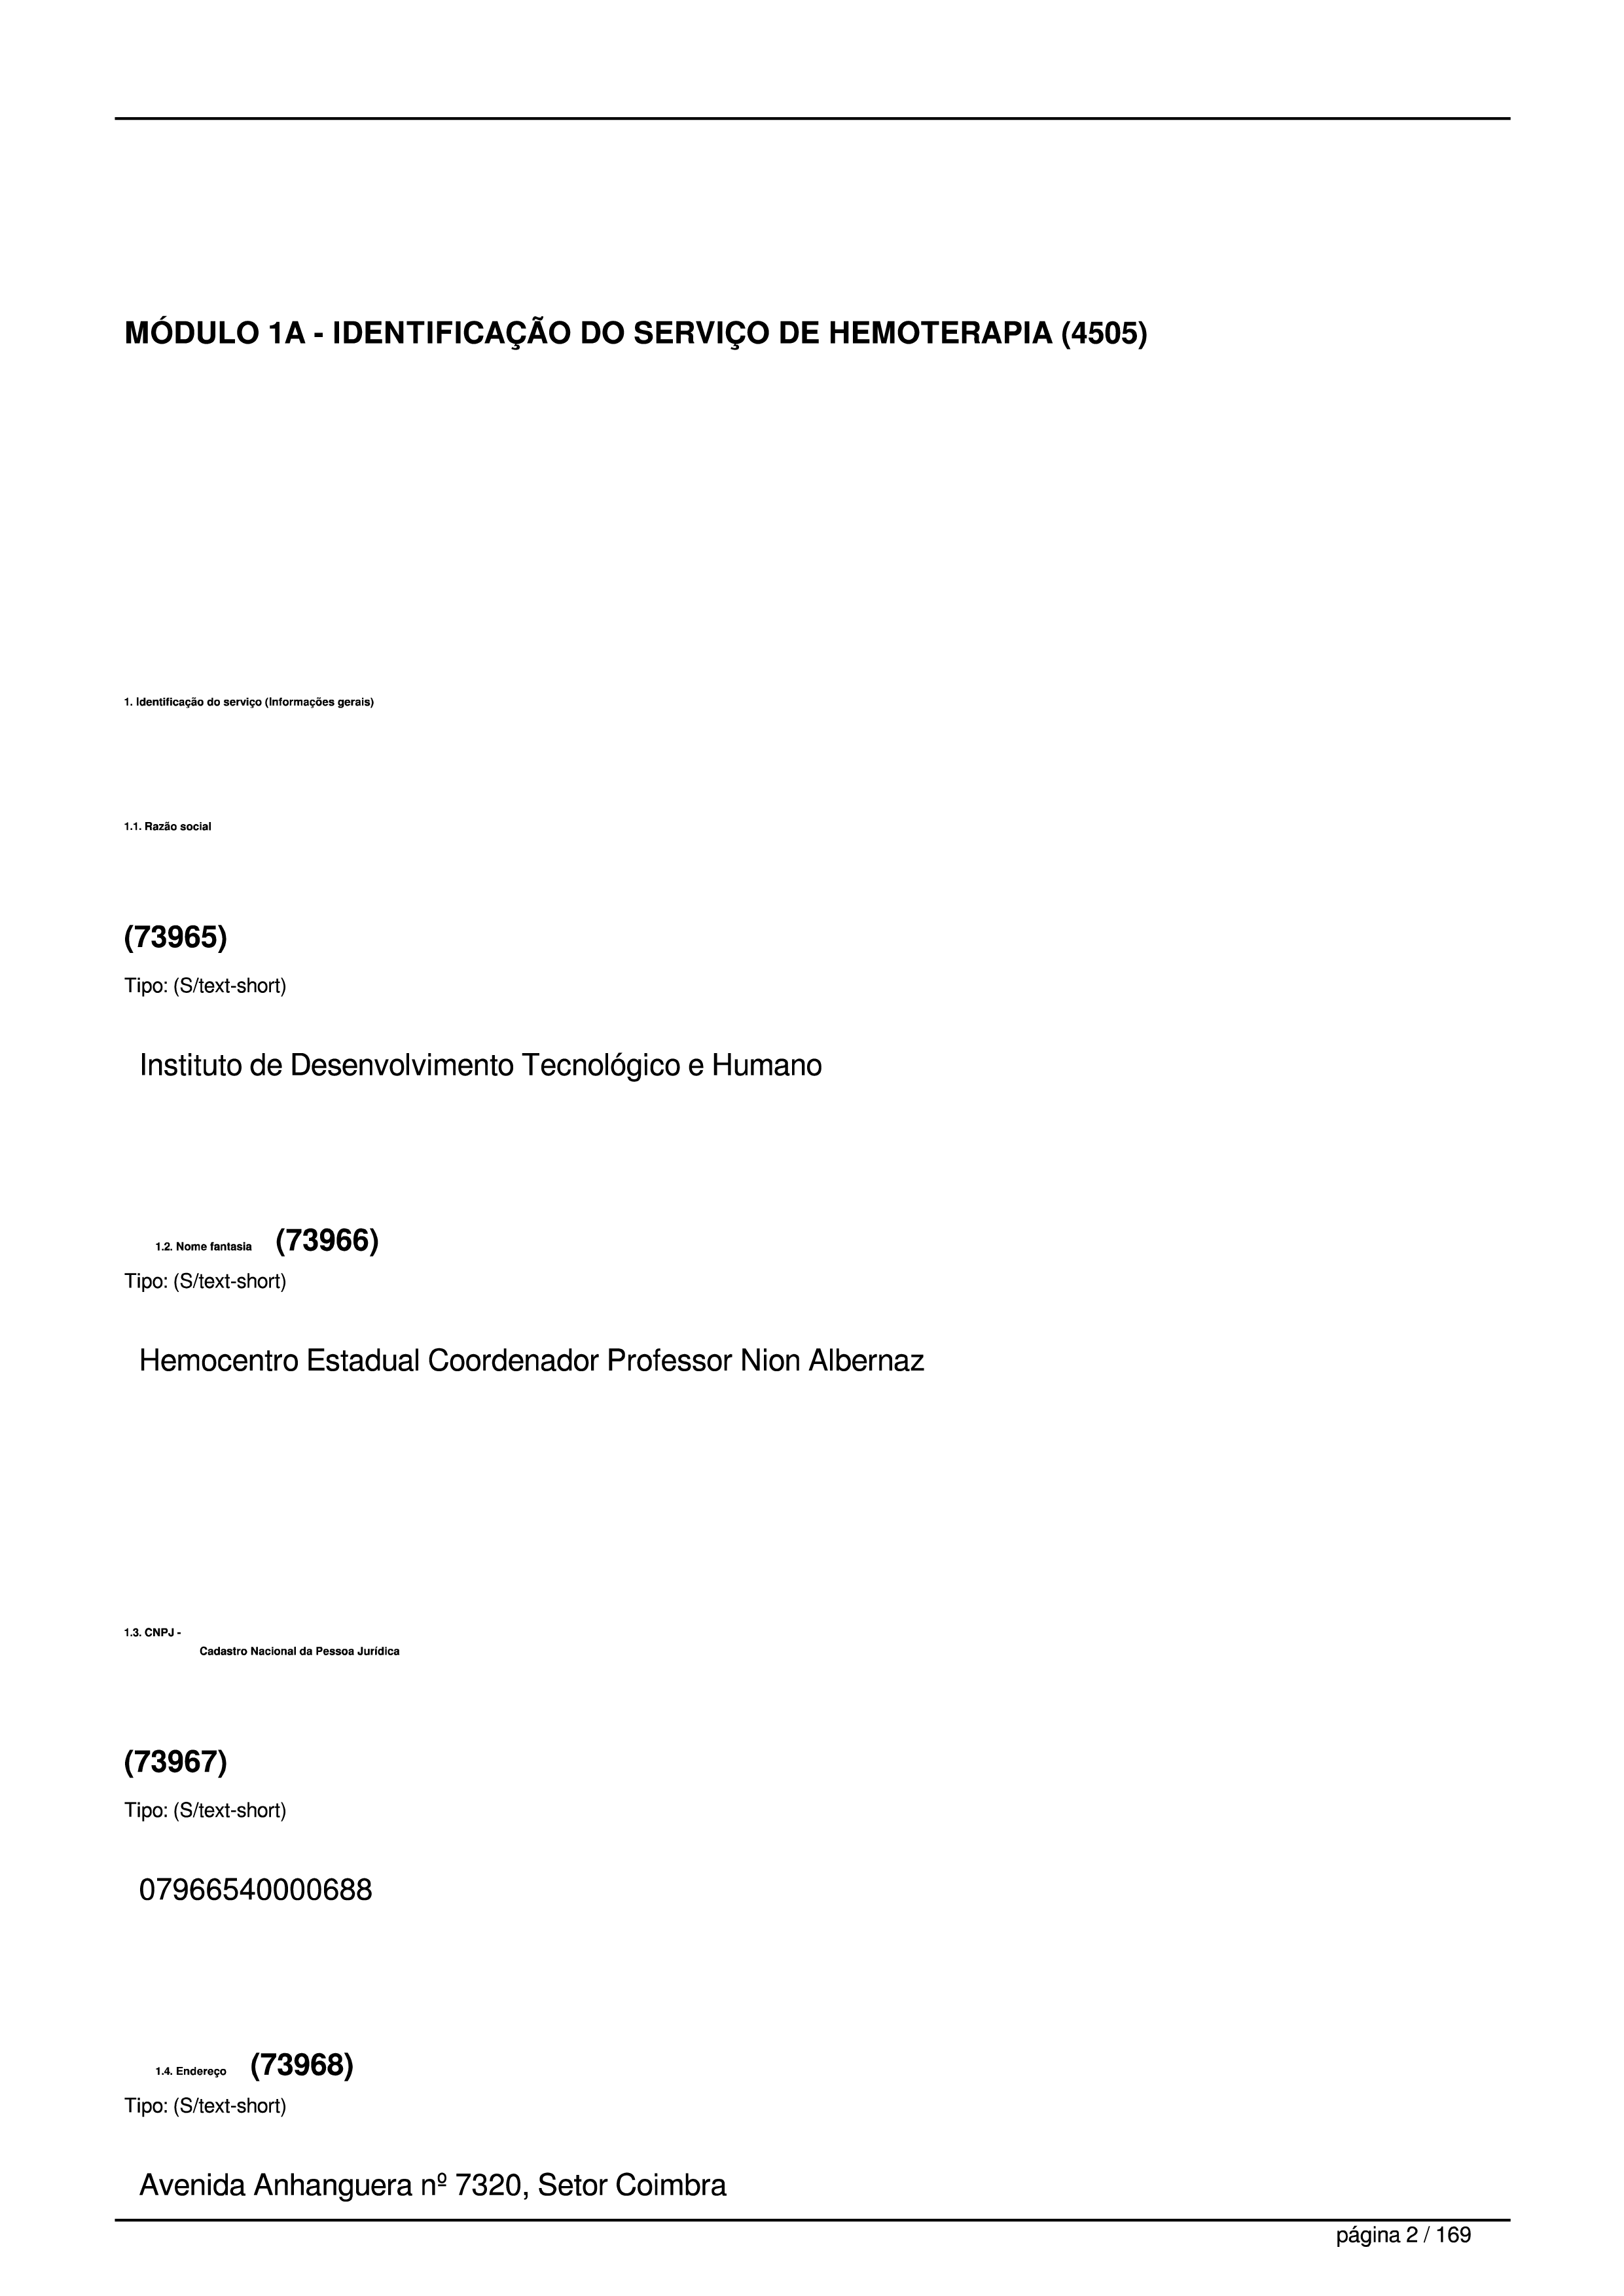 MÓDULO 1A - IDENTIFICAÇÃO DO SERVIÇO DE HEMOTERAPIA (4505)
1. Identificação do serviço (Informações gerais)
1.1. Razão social
(73965)
Tipo: (S/text-short)
Instituto de Desenvolvimento Tecnológico e Humano
1.2. Nome fantasia (73966)
Tipo: (S/text-short)
Hemocentro Estadual Coordenador Professor Nion Albernaz
1.3. CNPJ -
Cadastro Nacional da Pessoa Jurídica
(73967)
Tipo: (S/text-short)
07966540000688
1.4. Endereço (73968)
Tipo: (S/text-short)
Avenida Anhanguera nº 7320, Setor Coimbra
página 2 / 169